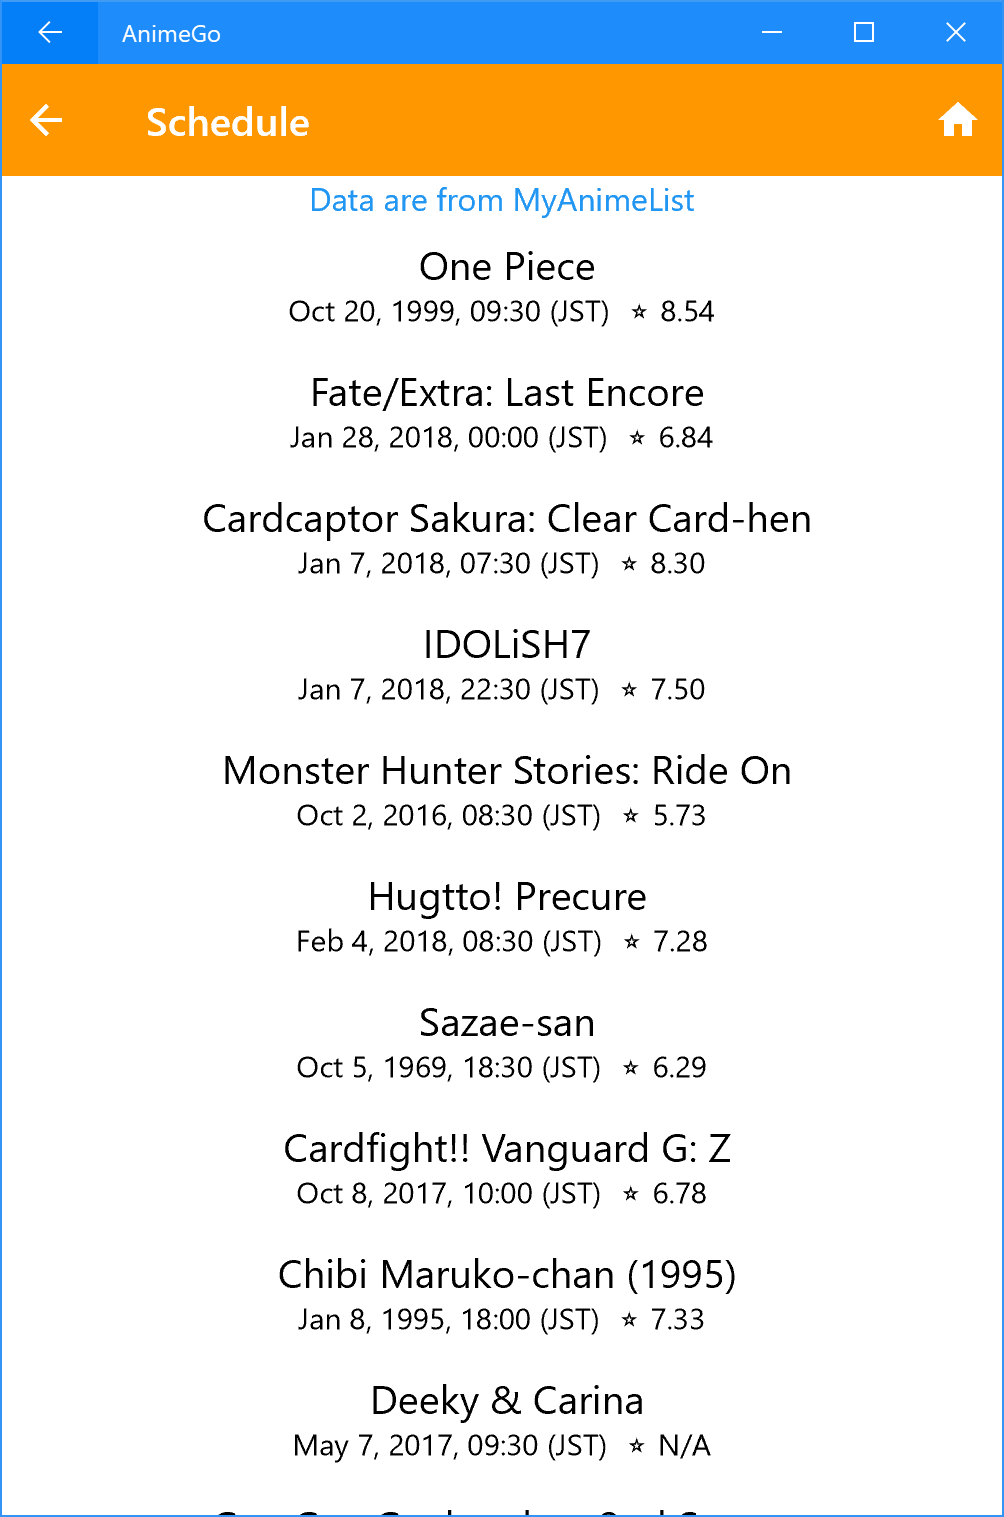 AnimeGo
Schedule
Data are from MyAnimeList
One Piece
Oct 20, 1999, 09:30 (JST) ☆ 8.54
Fate/Extra: Last Encore
Jan 28, 2018, 00:00 (JST) ☆ 6.84
Cardcaptor Sakura: Clear Card-hen
Jan 7, 2018, 07:30 (JST) ☆ 8.30
IDOLiSH7
Jan 7, 2018, 22:30 (JST) ☆ 7.50
Monster Hunter Stories: Ride On
Oct 2, 2016, 08:30 (JST) ☆ 5.73
Hugtto! Precure
Feb 4, 2018, 08:30 (JST) ☆ 7.28
Sazae-san
Oct 5, 1969, 18:30 (JST) ☆ 6.29
Cardfight!! Vanguard G: Z
Oct 8, 2017, 10:00 (JST) ☆ 6.78
Chibi Maruko-chan (1995)
Jan 8, 1995, 18:00 (JST) ☆ 7.33
Deeky & Carina
May 7, 2017, 09:30 (JST) ☆ N/A